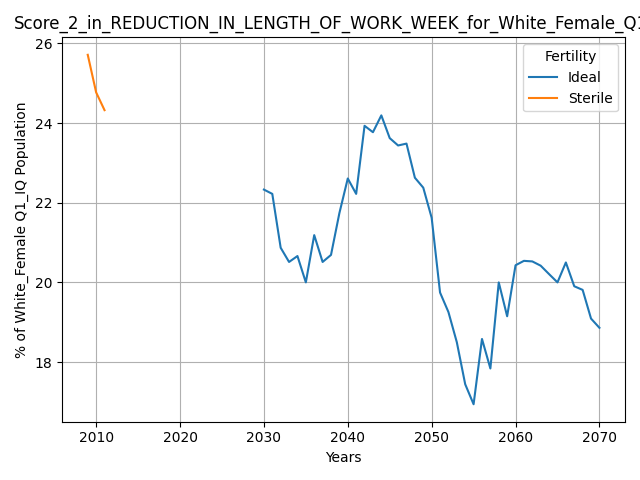 Score_2_in_REDUCTION_IN_LENGTH_OF_WORK_WEEK_for_White_Female_Q1
26
24
22
20
18
% of White_Female Q1_IQ Population
Fertility
Ideal
Sterile
2010 2020 2030 2040 2050 2060 2070
Years